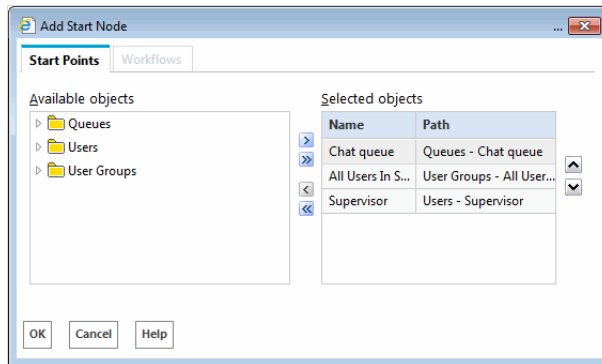 Add Start Node ...
Start Points Workflows
Available objects
Queues
Users
User Groups
Selected objects
Name Path
Chat queue Queues - Chat queue
All Users In S... User Groups - All User...
Supervisor Users - Supervisor
OK Cancel Help